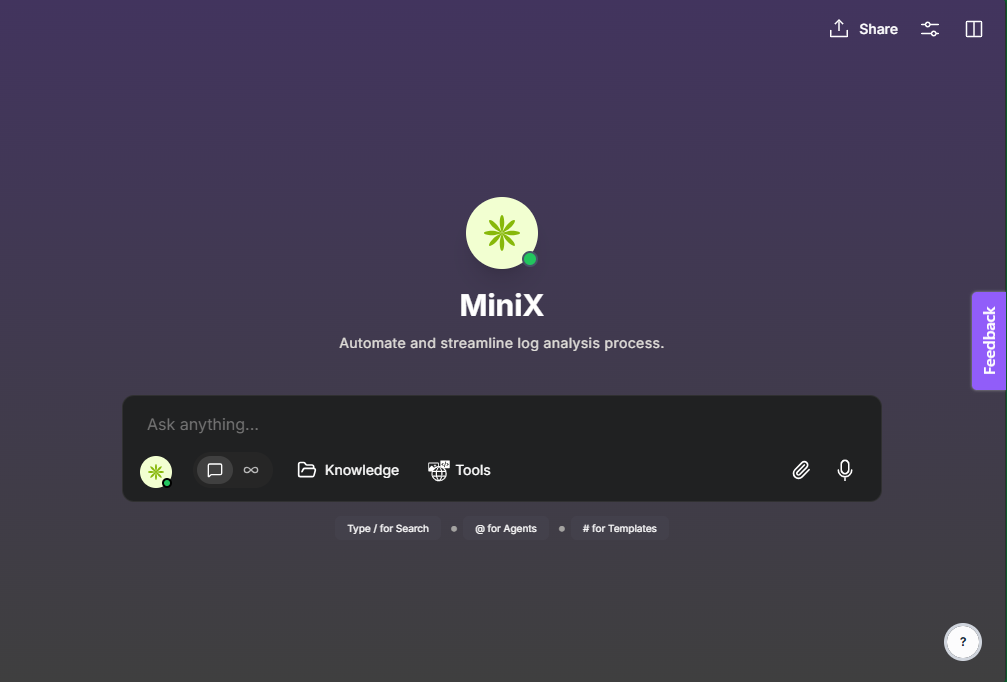 Share
MiniX
Automate and streamline log analysis process.
Feedback
Ask anything...
Knowledge
Tools
Type / for Search
@ for Agents
# for Templates
?